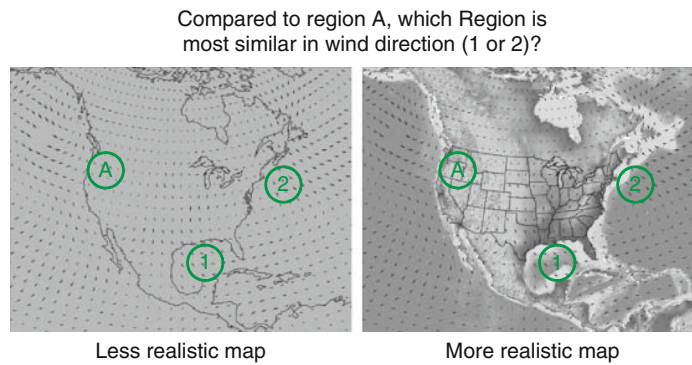 Compared to region A, which Region is
most similar in wind direction (1 or 2)?
A
2
1
A
2
1
Less realistic map
More realistic map